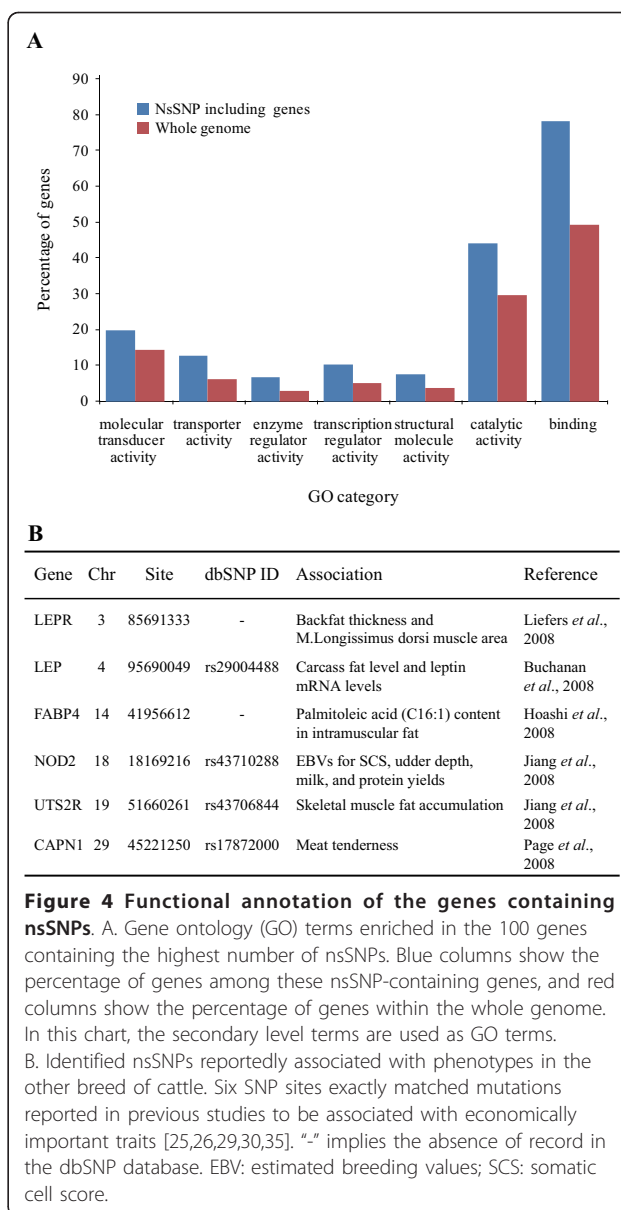 A
90
80
70
60
50
40
30
20
10
0
Percentage of genes
NsSNP including genes
Whole genome
molecular transporter enzyme transcription structural catalytic binding
transducer activity regulator regulator molecule activity
activity activity activity activity
GO category
B
Gene Chr Site dbSNP ID Association Reference
LEPR 3 85691333 - Backfat thickness and Liefers et al.,
M.Longissimus dorsi muscle area 2008
LEP 4 95690049 rs29004488 Carcass fat level and leptin Buchanan
mRNA levels et al., 2008
FABP4 14 41956612 - Palmitoleic acid (C16:1) content Hoashi et al.,
in intramuscular fat 2008
NOD2 18 18169216 rs43710288 EBVs for SCS, udder depth, Jiang et al.,
milk, and protein yields 2008
UTS2R 19 51660261 rs43706844 Skeletal muscle fat accumulation Jiang et al.,
2008
CAPN1 29 45221250 rs17872000 Meat tenderness Page et al.,
2008
Figure 4 Functional annotation of the genes containing
nsSNPs. A. Gene ontology (GO) terms enriched in the 100 genes
containing the highest number of nsSNPs. Blue columns show the
percentage of genes among these nsSNP-containing genes, and red
columns show the percentage of genes within the whole genome.
In this chart, the secondary level terms are used as GO terms.
B. Identified nsSNPs reportedly associated with phenotypes in the
other breed of cattle. Six SNP sites exactly matched mutations
reported in previous studies to be associated with economically
important traits [25,26,29,30,35]. "-" implies the absence of record in
the dbSNP database. EBV: estimated breeding values; SCS: somatic
cell score.